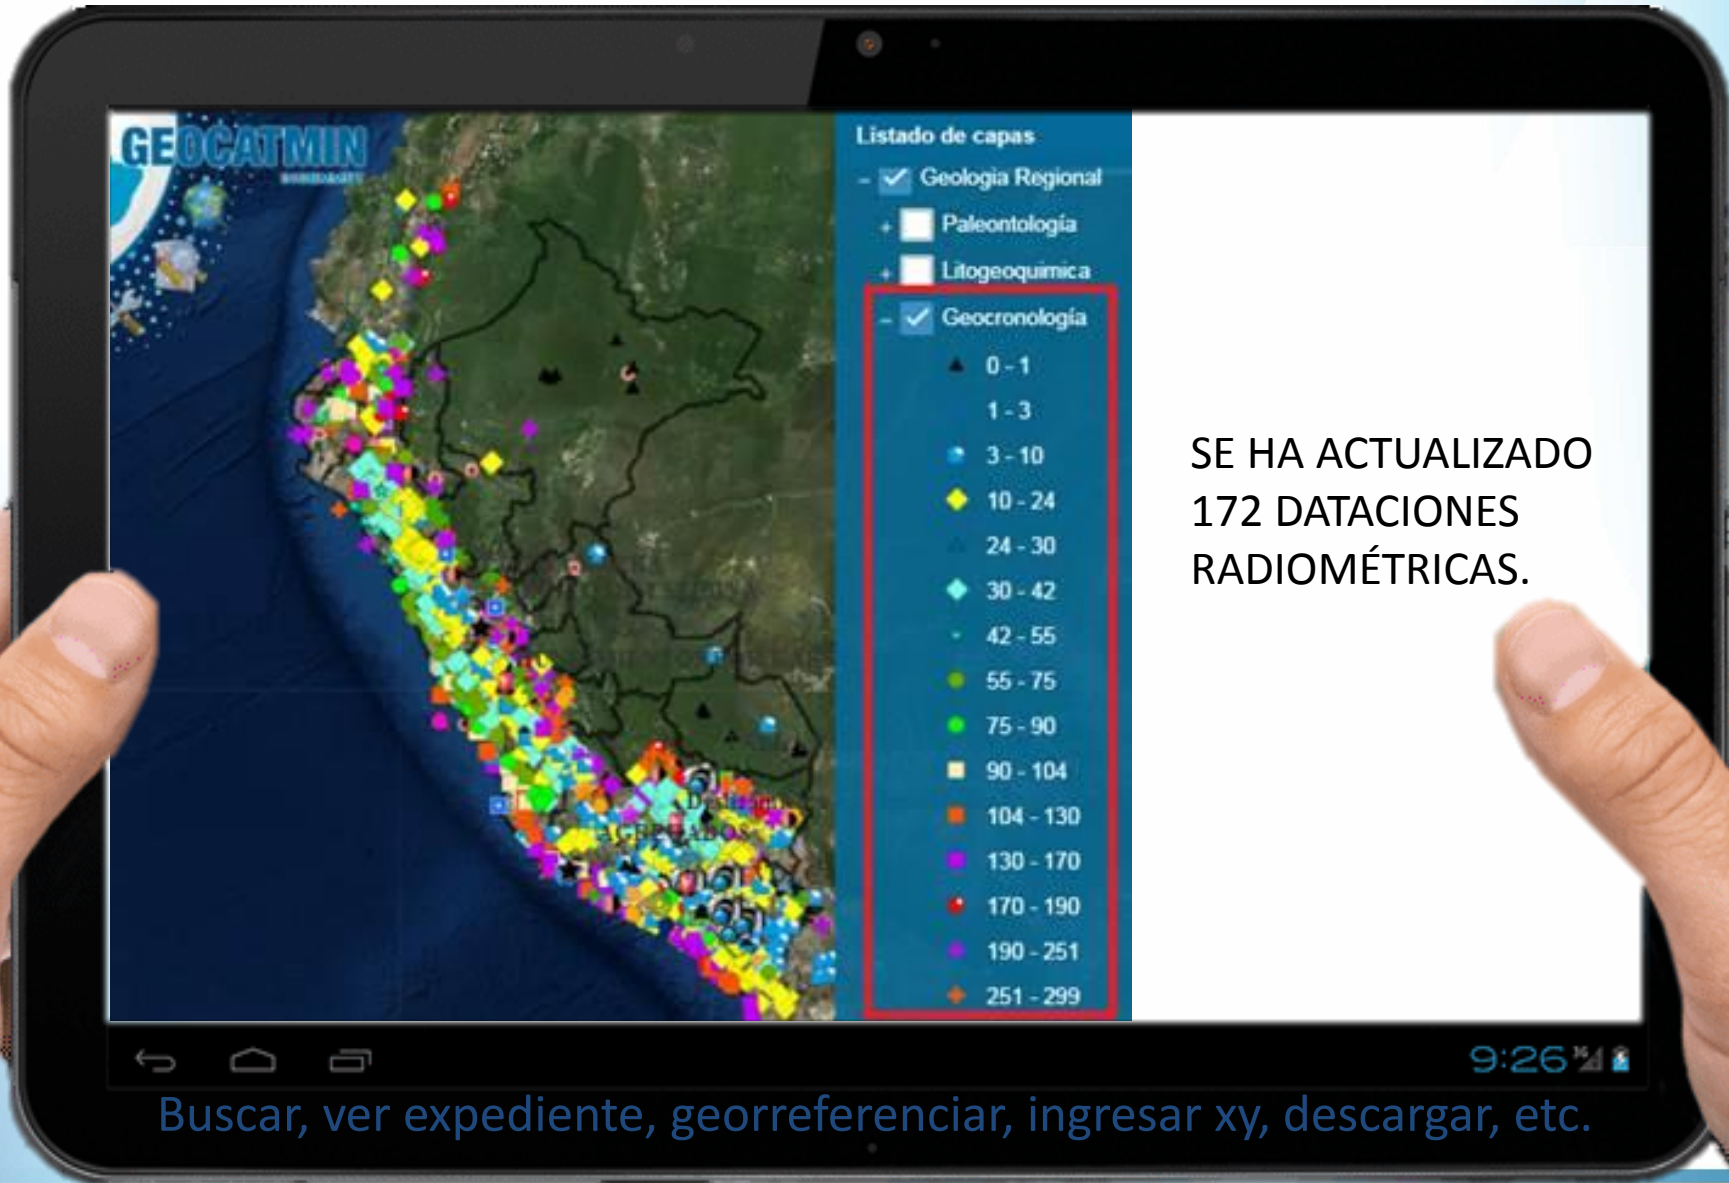 GEOCATMIN
Listado de capas
Geologia Regional
Paleontología
Litogeoquimica
Geocronología
0 - 1
1 - 3
3 - 10
10 - 24
24 - 30
30 - 42
42 - 55
55 - 75
75 - 90
90 - 104
104 - 130
130 - 170
170 - 190
190 - 251
251 - 299
SE HA ACTUALIZADO
172 DATACIONES
RADIOMÉTRICAS.
9:26
Buscar, ver expediente, georreferenciar, ingresar xy, descargar, etc.